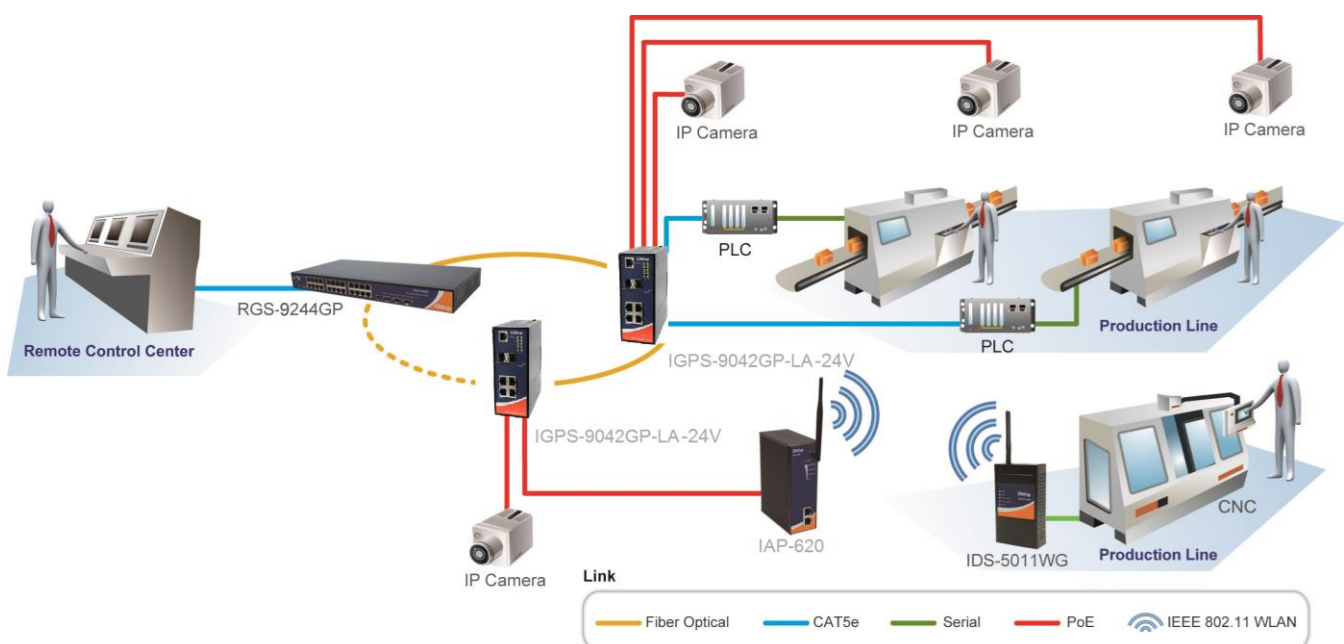 IP Camera
IP Camera
IP Camera
PLC
RGS-9244GP
Remote Control Center
IGPS-9042GP-LA-24V
PLC
Production Line
IGPS-9042GP-LA-24V
IAP-620
IDS-5011WG
CNC
Production Line
IP Camera
Link
Fiber Optical
CAT5e
Serial
PoE
IEEE 802.11 WLAN